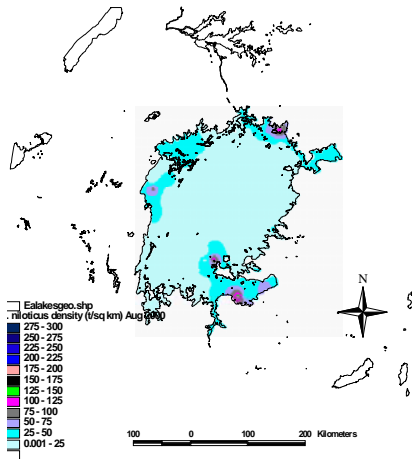 N
Ealakesgeo.shp
. niloticus density (t/sq km) Aug
275 - 300
250 - 275
225 - 250
200 - 225
175 - 200
150 - 175
125 - 150
100 - 125
75 - 100
50 - 75
25 - 50
0.001 - 25
100 0 100 200 Kilometers